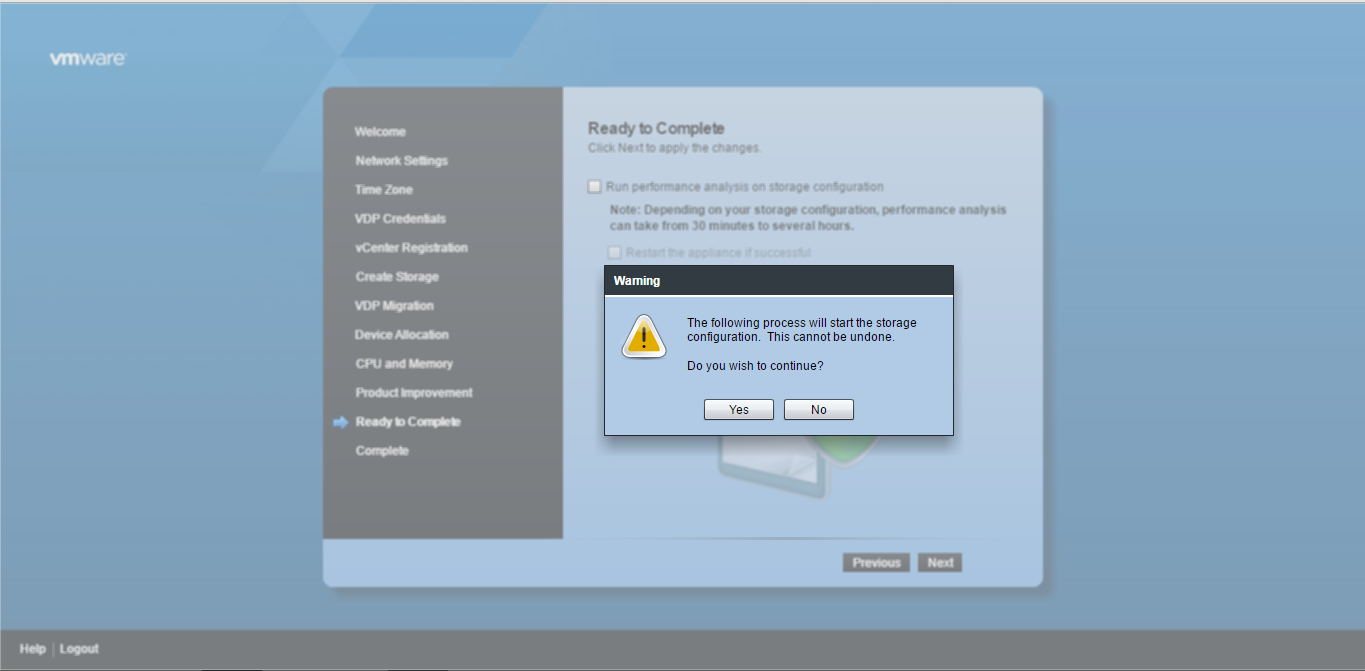 vmware
Welcome
Network Settings
Time Zone
VDP Credentials
vCenter Registration
Create Storage
VDP Migration
Device Allocation
CPU and Memory
Product Improvement
Ready to Complete
Complete
Ready to Complete
Click Next to apply the changes.
Run performance analysis on storage configuration
Note: Depending on your storage configuration, performance analysis
can take from 30 minutes to several hours.
Restart the appliance if successful
Warning
The following process will start the storage
configuration.  This cannot be undone.
Do you wish to continue?
Yes No
Previous Next
Help | Logout